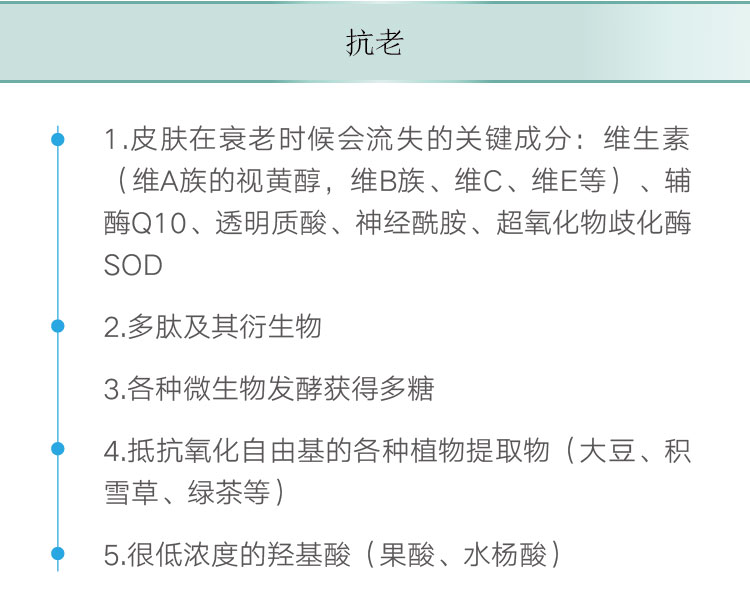 抗老
1.皮肤在衰老时候会流失的关键成分：维生素
（维A族的视黄醇，维B族、维C、维E等）、辅
酶Q10、透明质酸、神经酰胺、超氧化物歧化酶
SOD
2.多肽及其衍生物
3.各种微生物发酵获得多糖
4.抵抗氧化自由基的各种植物提取物（大豆、积
雪草、绿茶等）
5.很低浓度的羟基酸（果酸、水杨酸）